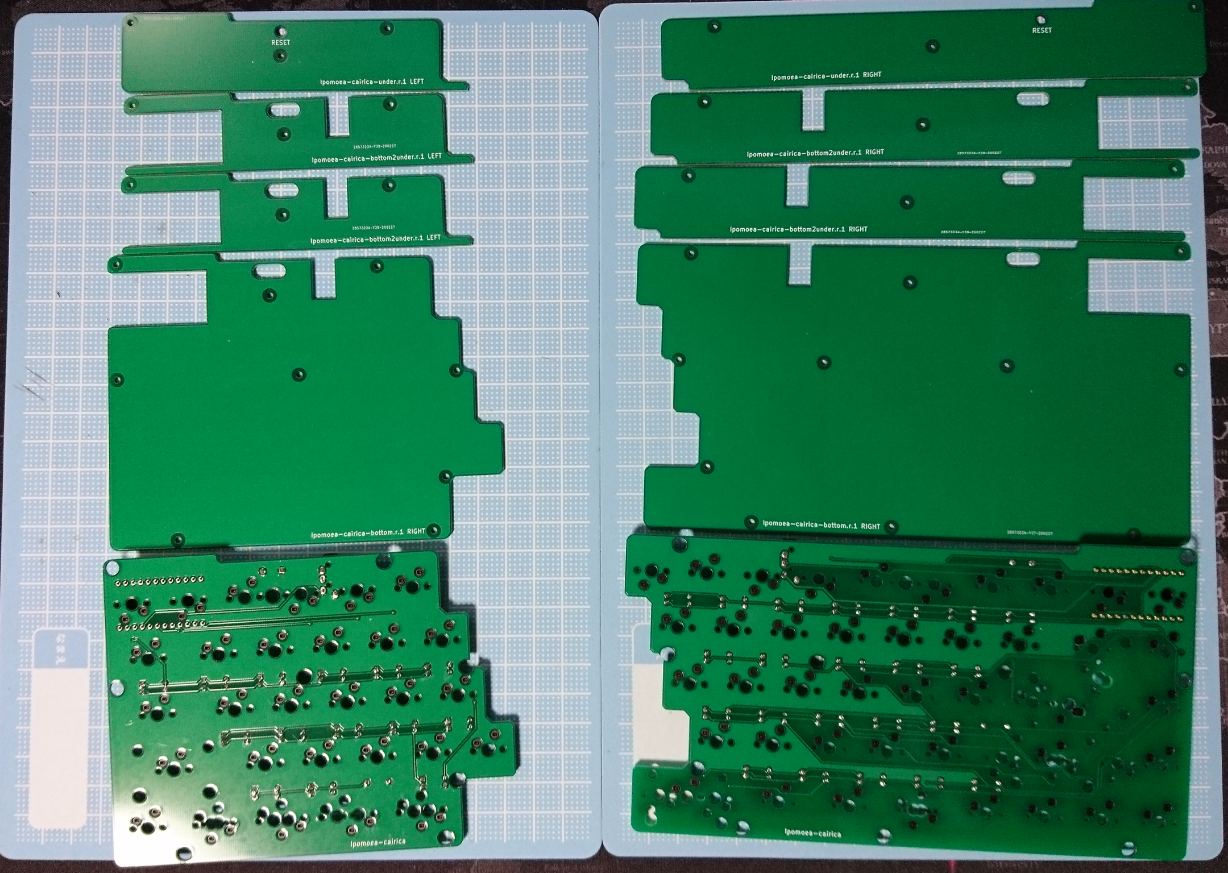 RESET
Ipomoea-cairica-under.r.1 LEFT
Ipomoea-cairica-bottom2under.r.1 LEFT
Ipomoea-cairica-bottom2under.r.1 LEFT
Ipomoea-cairica-bottom.r.1 RIGHT
Ipomoea-cairica
RESET
Ipomoea-cairica-under.r.1 RIGHT
Ipomoea-cairica-bottom2under.r.1 RIGHT
Ipomoea-cairica-bottom2under.r.1 RIGHT
Ipomoea-cairica-bottom.r.1 RIGHT
Ipomoea-cairica